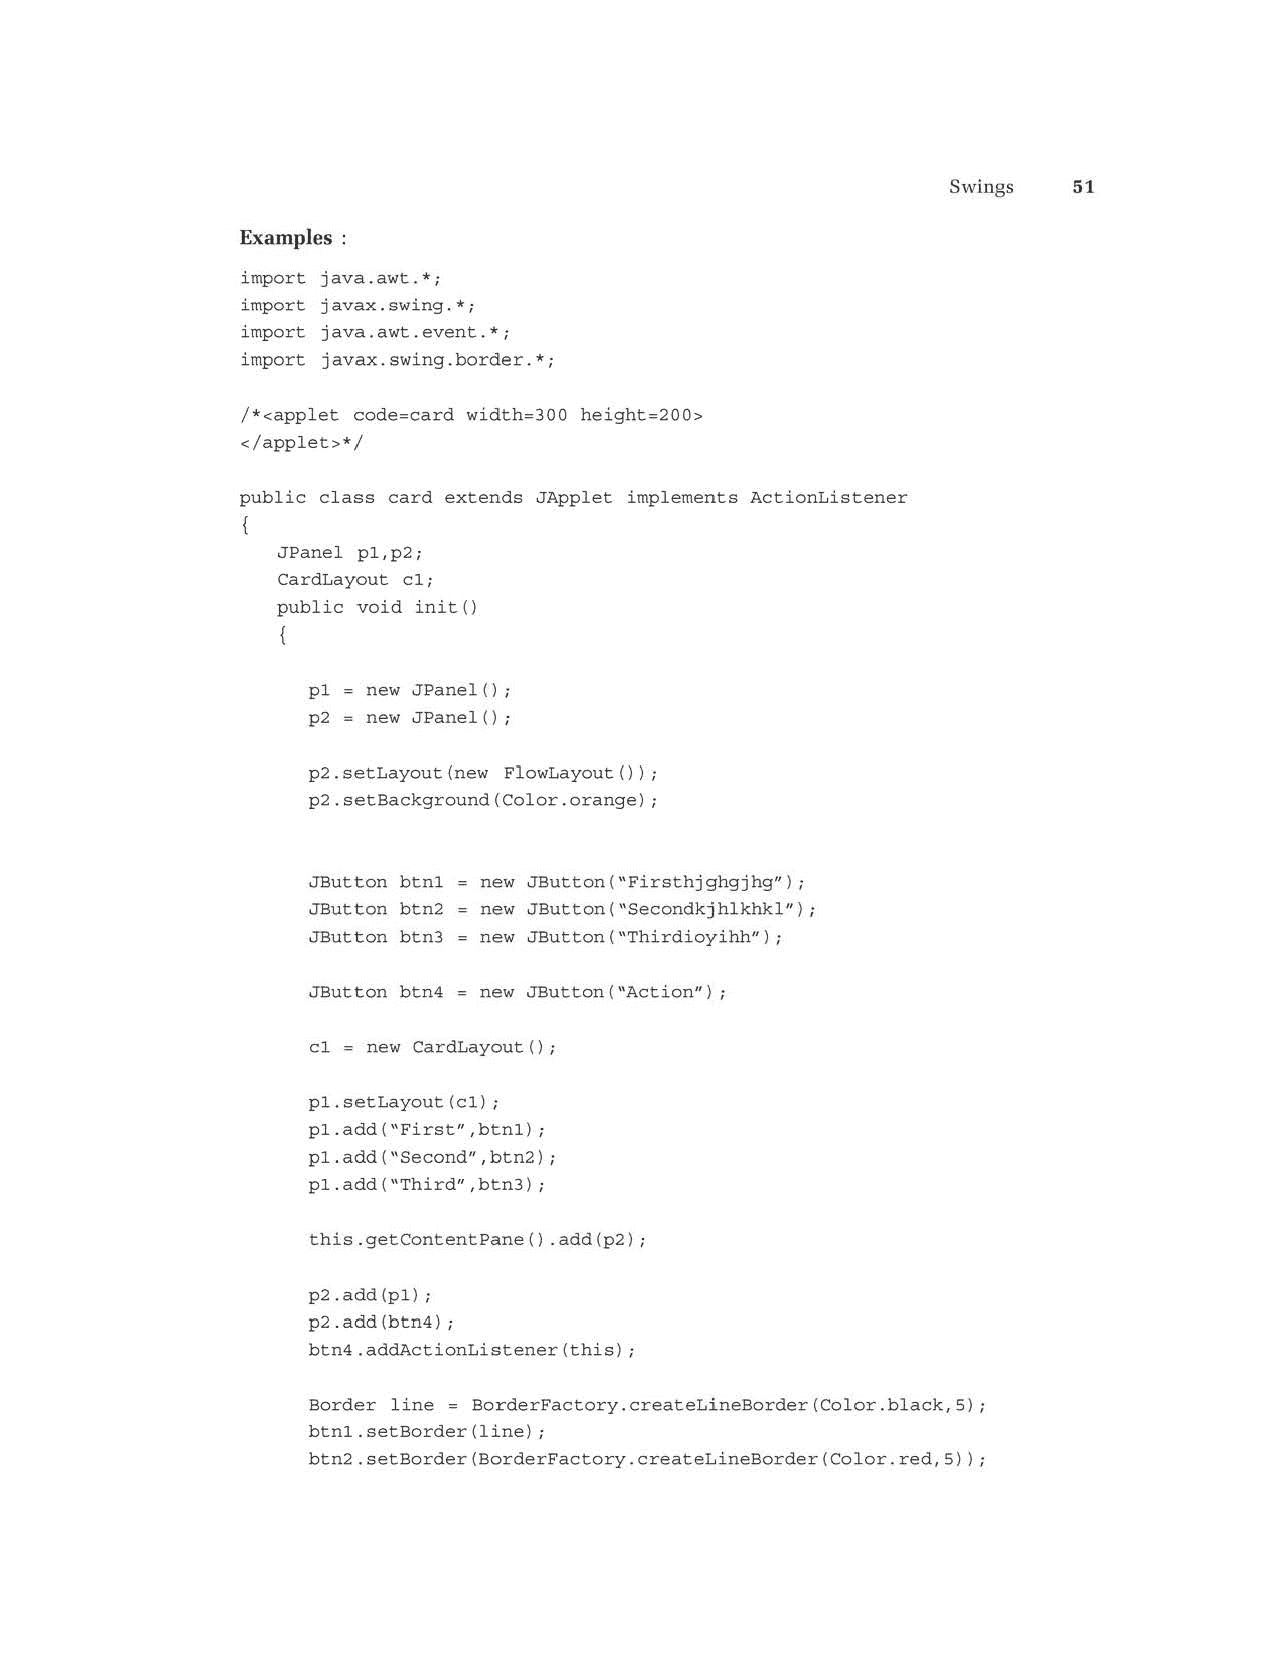 Swings 51
Examples :
import java.awt.*;
import javax.swing.*;
import java.awt.event.*;
import javax.swing.border.*;
/*<applet code=card width=300 height=200>
</applet>*/
public class card extends JApplet implements ActionListener
{
JPanel p1,p2;
CardLayout c1;
public void init()
{
p1 = new JPanel();
p2 = new JPanel();
p2.setLayout(new FlowLayout());
p2.setBackground(Color.orange);
JButton btn1 = new JButton(“Firsthjghgjhg”);
JButton btn2 = new JButton(“Secondkjhlkhkl”);
JButton btn3 = new JButton(“Thirdioyihh”);
JButton btn4 = new JButton(“Action”);
c1 = new CardLayout();
p1.setLayout(c1);
p1.add(“First”,btn1);
p1.add(“Second”,btn2);
p1.add(“Third”,btn3);
this.getContentPane().add(p2);
p2.add(p1);
p2.add(btn4);
btn4.addActionListener(this);
Border line = BorderFactory.createLineBorder(Color.black,5);
btn1.setBorder(line);
btn2.setBorder(BorderFactory.createLineBorder(Color.red,5));